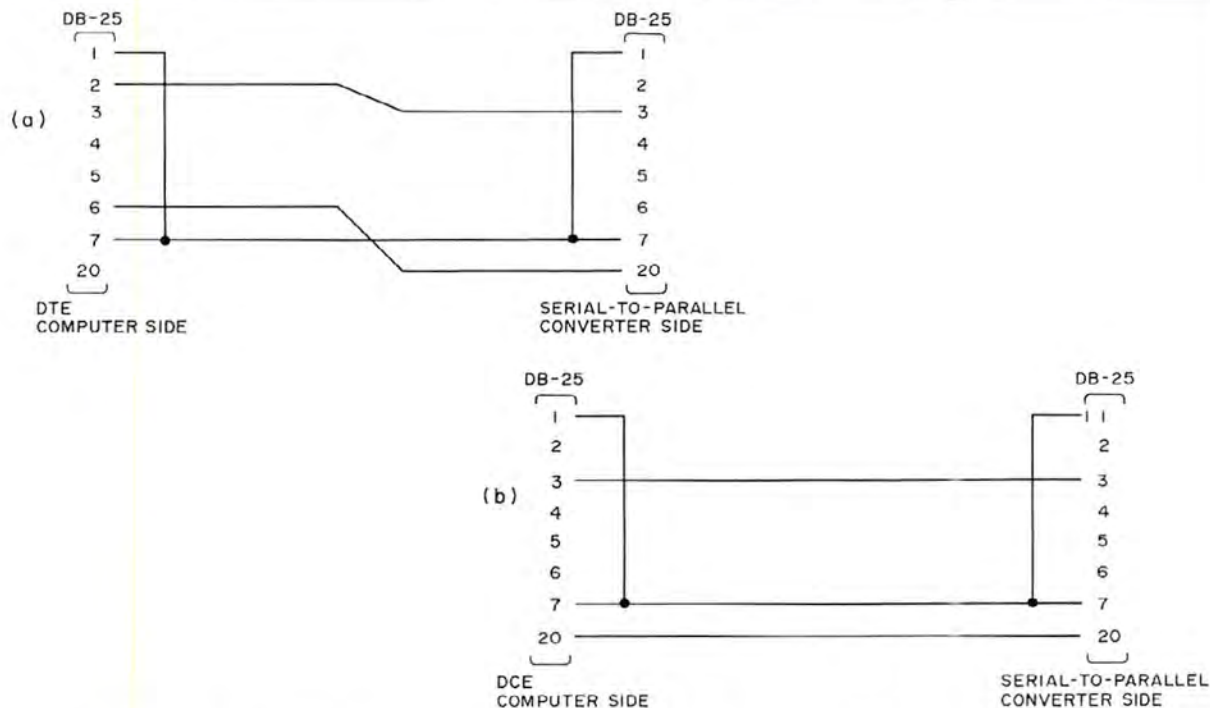 DB-25
DB-25
1
1
2
2
(a)
3
3
4
4
5
5
6
6
7
7
20
20
DTE
COMPUTER SIDE
SERIAL-TO-PARALLEL
CONVERTER SIDE
DB-25
DB-25
1
1
2
2
(b)
3
3
4
4
5
5
6
6
7
7
20
20
DCE
COMPUTER SIDE
SERIAL-TO-PARALLEL
CONVERTER SIDE